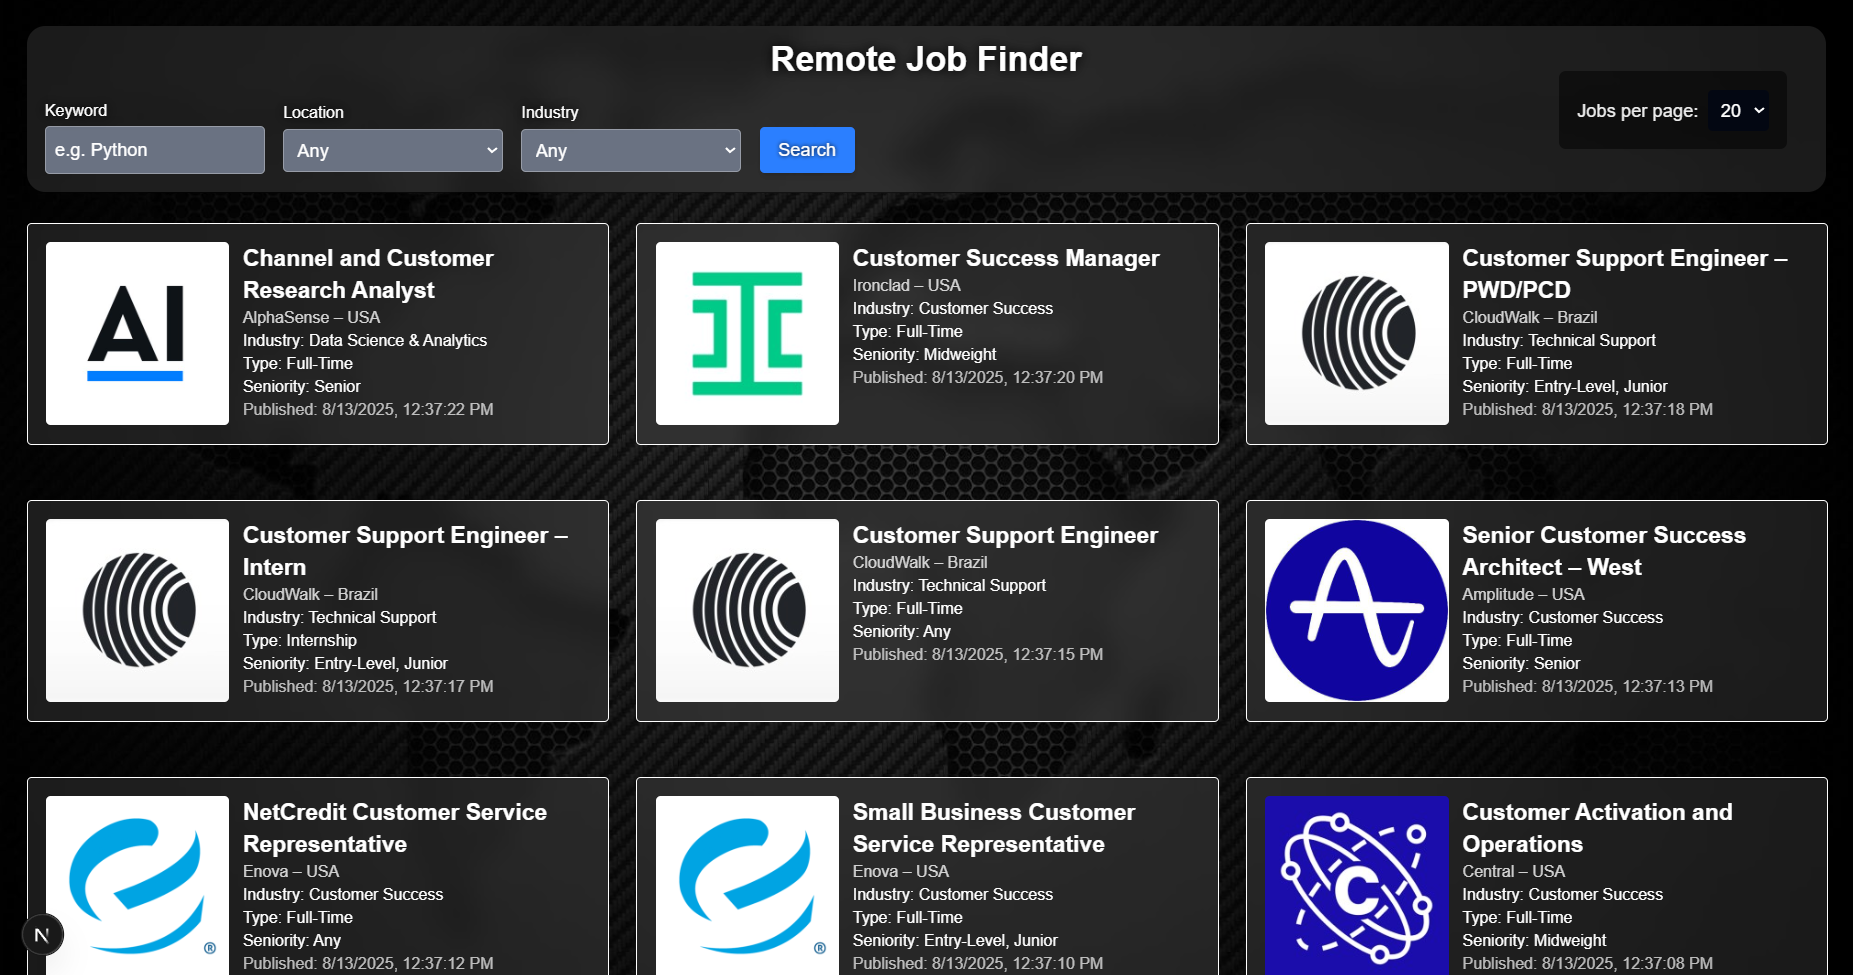 Remote Job Finder
Keyword
Location
Industry
e.g. Python
Any
Any
Search
Jobs per page: 20
AI
Channel and Customer
Research Analyst
AlphaSense – USA
Industry: Data Science & Analytics
Type: Full-Time
Seniority: Senior
Published: 8/13/2025, 12:37:22 PM
Customer Success Manager
Ironclad – USA
Industry: Customer Success
Type: Full-Time
Seniority: Midweight
Published: 8/13/2025, 12:37:20 PM
Customer Support Engineer –
PWD/PCD
CloudWalk – Brazil
Industry: Technical Support
Type: Full-Time
Seniority: Entry-Level, Junior
Published: 8/13/2025, 12:37:18 PM
Customer Support Engineer –
Intern
CloudWalk – Brazil
Industry: Technical Support
Type: Internship
Seniority: Entry-Level, Junior
Published: 8/13/2025, 12:37:17 PM
Customer Support Engineer
CloudWalk – Brazil
Industry: Technical Support
Type: Full-Time
Seniority: Any
Published: 8/13/2025, 12:37:15 PM
Senior Customer Success
Architect – West
Amplitude – USA
Industry: Customer Success
Type: Full-Time
Seniority: Senior
Published: 8/13/2025, 12:37:13 PM
®
NetCredit Customer Service
Representative
Enova – USA
Industry: Customer Success
Type: Full-Time
Seniority: Any
Published: 8/13/2025, 12:37:12 PM
®
Small Business Customer
Service Representative
Enova – USA
Industry: Customer Success
Type: Full-Time
Seniority: Entry-Level, Junior
Published: 8/13/2025, 12:37:10 PM
C
Customer Activation and
Operations
Central – USA
Industry: Customer Success
Type: Full-Time
Seniority: Midweight
Published: 8/13/2025, 12:37:08 PM
N